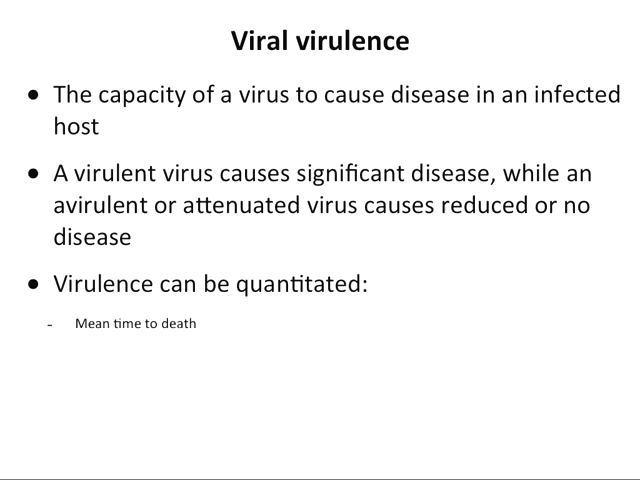 Viral virulence
• The capacity of a virus to cause disease in an infected
host
• A virulent virus causes significant disease, while an
avirulent or attenuated virus causes reduced or no
disease
• Virulence can be quantitated:
- Mean time to death